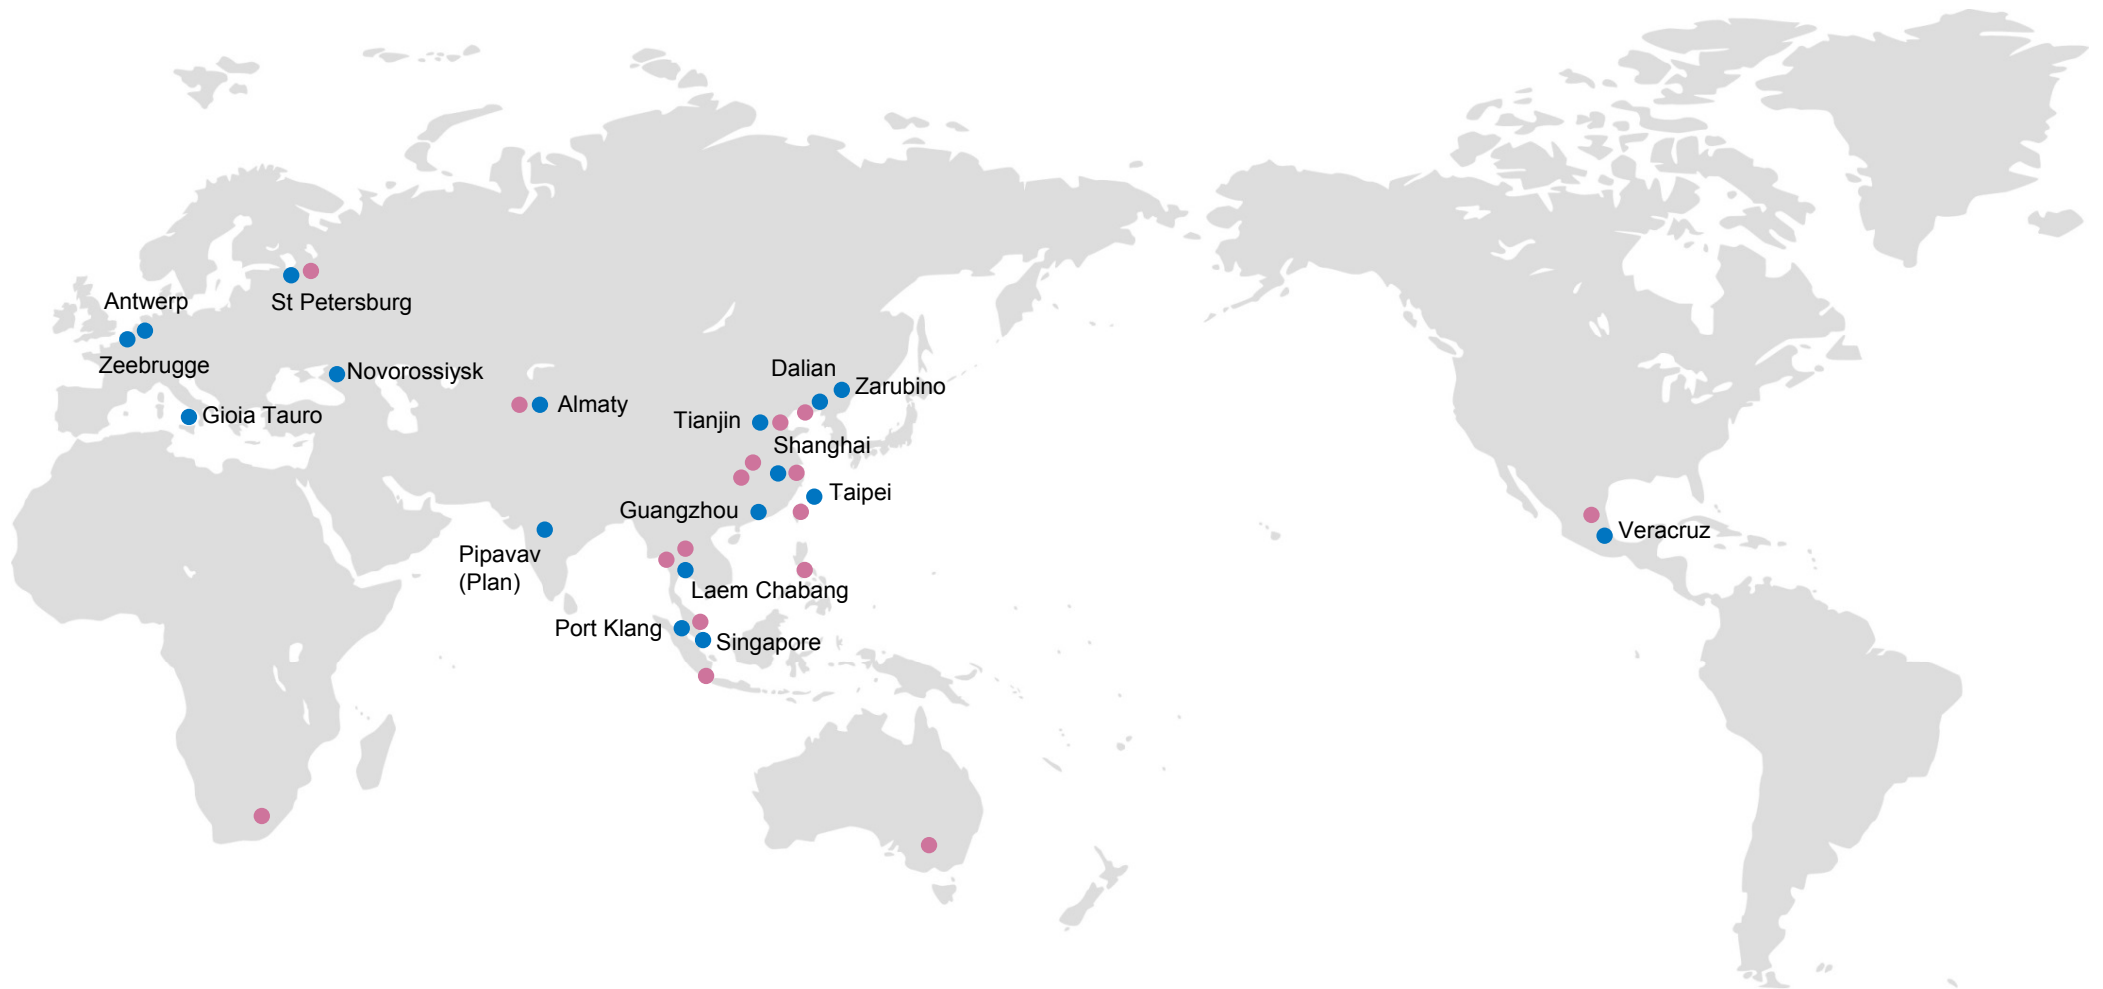 Antwerp
St Petersburg
Zeebrugge
Novorossiysk
Gioia Tauro
Almaty
Dalian
Zarubino
Tianjin
Shanghai
Taipei
Guangzhou
Pipavav
(Plan)
Laem Chabang
Port Klang
Singapore
Veracruz